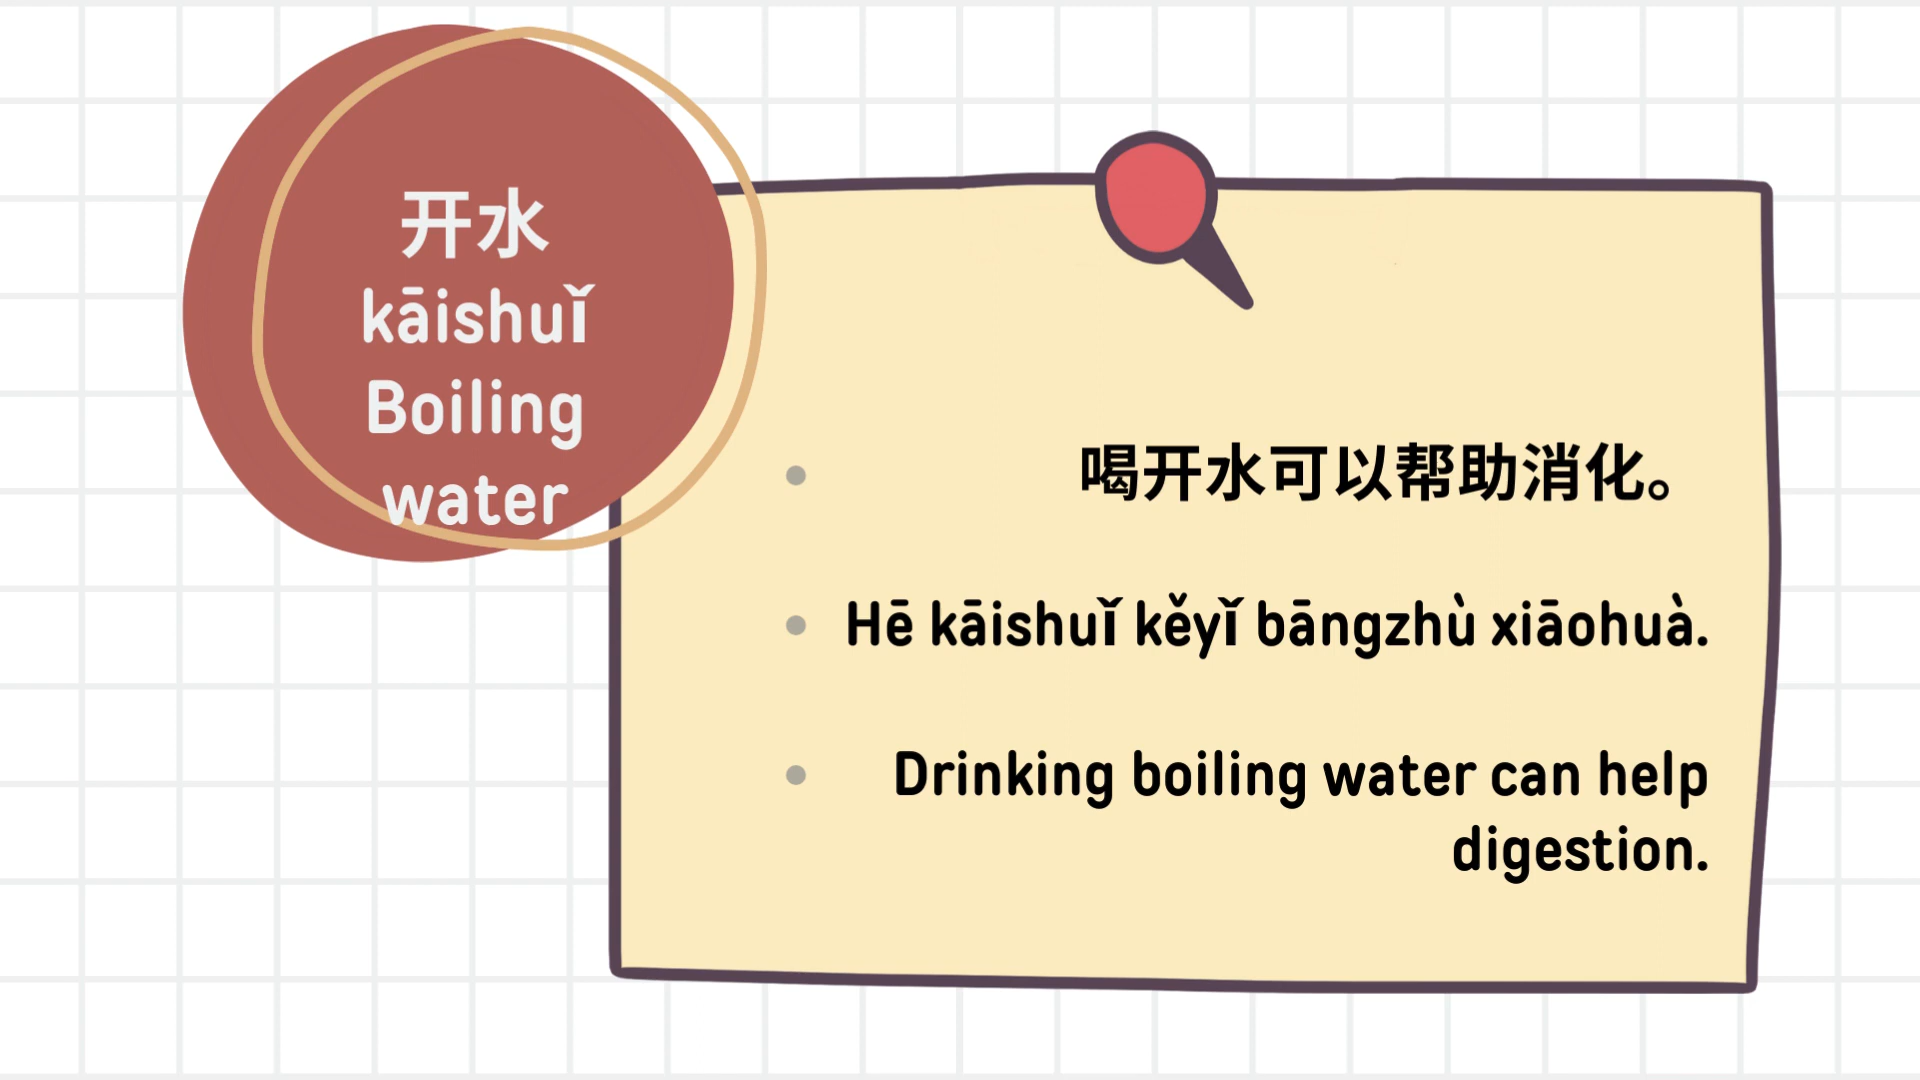 开水
kāishuǐ
Boiling
water
喝开水可以帮助消化。
Hē kāishuǐ kěyǐ bāngzhù xiāohuà.
Drinking boiling water can help
digestion.